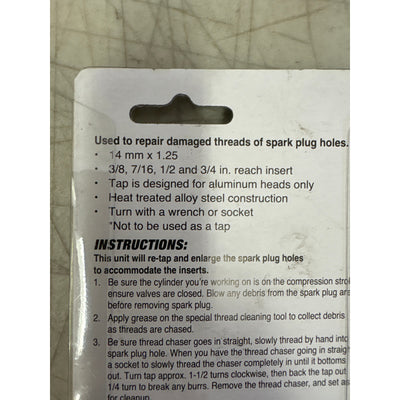 Used to repair damaged threads of spark plug holes.
• 14 mm x 1.25
• 3/8, 7/16, 1/2 and 3/4 in. reach insert
• Tap is designed for aluminum heads only
• Heat treated alloy steel construction
• Turn with a wrench or socket
*Not to be used as a tap
INSTRUCTIONS:
This unit will re-tap and enlarge the spark plug holes
to accommodate the inserts.
1. Be sure the cylinder you're working on is on the compression
ensure valves are closed. Blow any debris from the spark plug
before removing spark plug.
2. Apply grease on the special thread cleaning tool to collect debris
as threads are chased.
3. Be sure thread chaser goes in straight, slowly thread by hand into
spark plug hole. When you have the thread chaser going in
a socket to slowly thread the chaser completely in until it bottoms
out. Turn tap approx. 1-1/2 turns clockwise, then back the tap out
1/4 turn to break any burrs. Remove the thread chaser, and set
for cleanup.